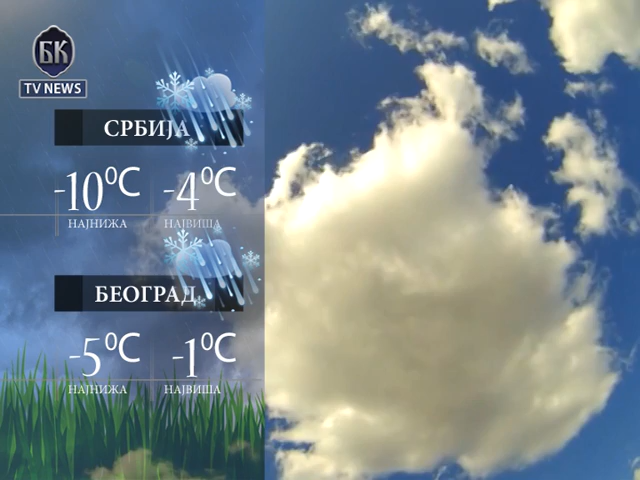 БК
TV NEWS
СРБИЈА
-10°C -4°C
НАЈНИЖА НАЈВИША
БЕОГРАД
-5°C -1°C
НАЈНИЖА НАЈВИША